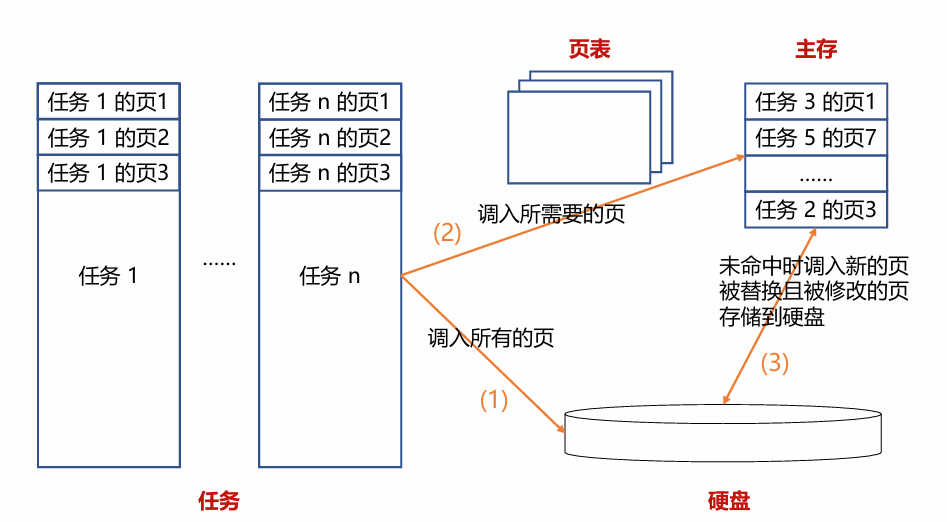 页表
主存
任务 1 的页1
任务 1 的页2
任务 1 的页3
任务 1
……
任务 n 的页1
任务 n 的页2
任务 n 的页3
任务 n
任务 3 的页1
任务 5 的页7
……
任务 2 的页3
调入所需要的页
(2)
未命中时调入新的页
被替换且被修改的页
存储到硬盘
调入所有的页
(3)
(1)
任务
硬盘